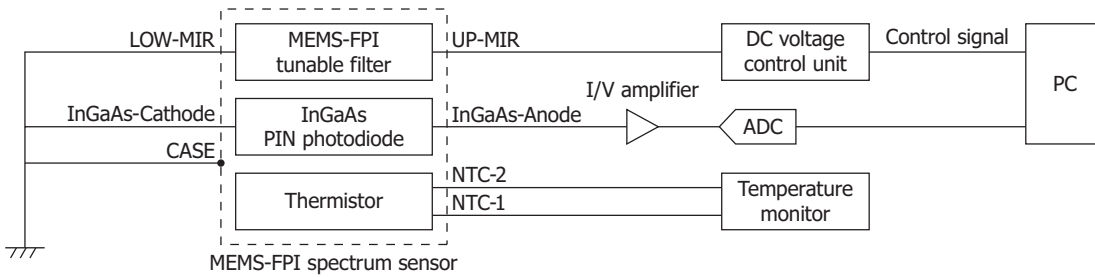 LOW-MIR
MEMS-FPI
tunable filter
UP-MIR
DC voltage
control unit
Control signal
PC
InGaAs-Cathode
InGaAs
PIN photodiode
InGaAs-Anode
I/V amplifier
ADC
CASE
Thermistor
NTC-2
NTC-1
Temperature
monitor
MEMS-FPI spectrum sensor